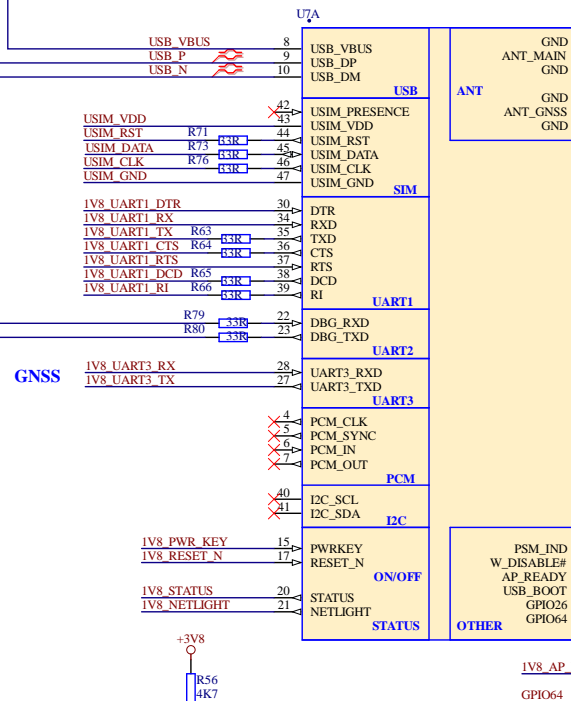 U7A
USB_VBUS 8 USB_VBUS GND
USB_P 9 USB_DP ANT_MAIN
USB_N 10 USB_DM GND
USB ANT
GND
42 USIM_PRESENCE ANT_GNSS
USIM_VDD 43 USIM_VDD GND
USIM_RST R71 33R 44 USIM_RST
USIM_DATA R73 33R 45 USIM_DATA
USIM_CLK R76 33R 46 USIM_CLK
USIM_GND 47 USIM_GND
SIM
1V8_UART1_DTR 30 DTR
1V8_UART1_RX 34 RXD
1V8_UART1_TX R63 33R 35 TXD
1V8_UART1_CTS R64 33R 36 CTS
1V8_UART1_RTS 37 RTS
1V8_UART1_DCD R65 33R 38 DCD
1V8_UART1_RI R66 33R 39 RI
UART1
R79 33R 22 DBG_RXD
R80 33R 23 DBG_TXD
UART2
GNSS
1V8_UART3_RX 28 UART3_RXD
1V8_UART3_TX 27 UART3_TXD
UART3
4 PCM_CLK
5 PCM_SYNC
6 PCM_IN
7 PCM_OUT
PCM
40 I2C_SCL
41 I2C_SDA
I2C
1V8_PWR_KEY 15 PWRKEY PSM_IND
1V8_RESET_N 17 RESET_N W_DISABLE#
ON/OFF AP_READY
1V8_STATUS 20 STATUS USB_BOOT
1V8_NETLIGHT 21 NETLIGHT GPIO26
GPIO64
STATUS OTHER
+3V8
R56
4K7
1V8_AP_
GPIO64